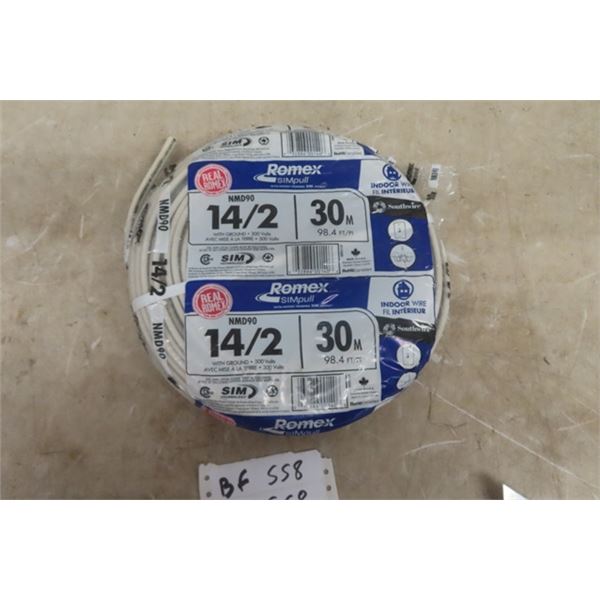 Romex
SIMpull
REAL
ROMEX
NMD90
14/2
WITH GROUND • 300 Volts
AVEC MISE A LA TERRE • 300 Volts
SIM
30 M
98.4 FT/PI
INDOOR WIRE
FIL INTÉRIEUR
Southwire
NMD90
14/2
NMD90
Romex
SIMpull
REAL
ROMEX
NMD90
14/2
WITH GROUND • 300 Volts
AVEC MISE A LA TERRE • 300 Volts
SIM
30 M
98.4 FT/PI
INDOOR WIRE
FIL INTÉRIEUR
Southwire
Romex
SIMpull
BF 558